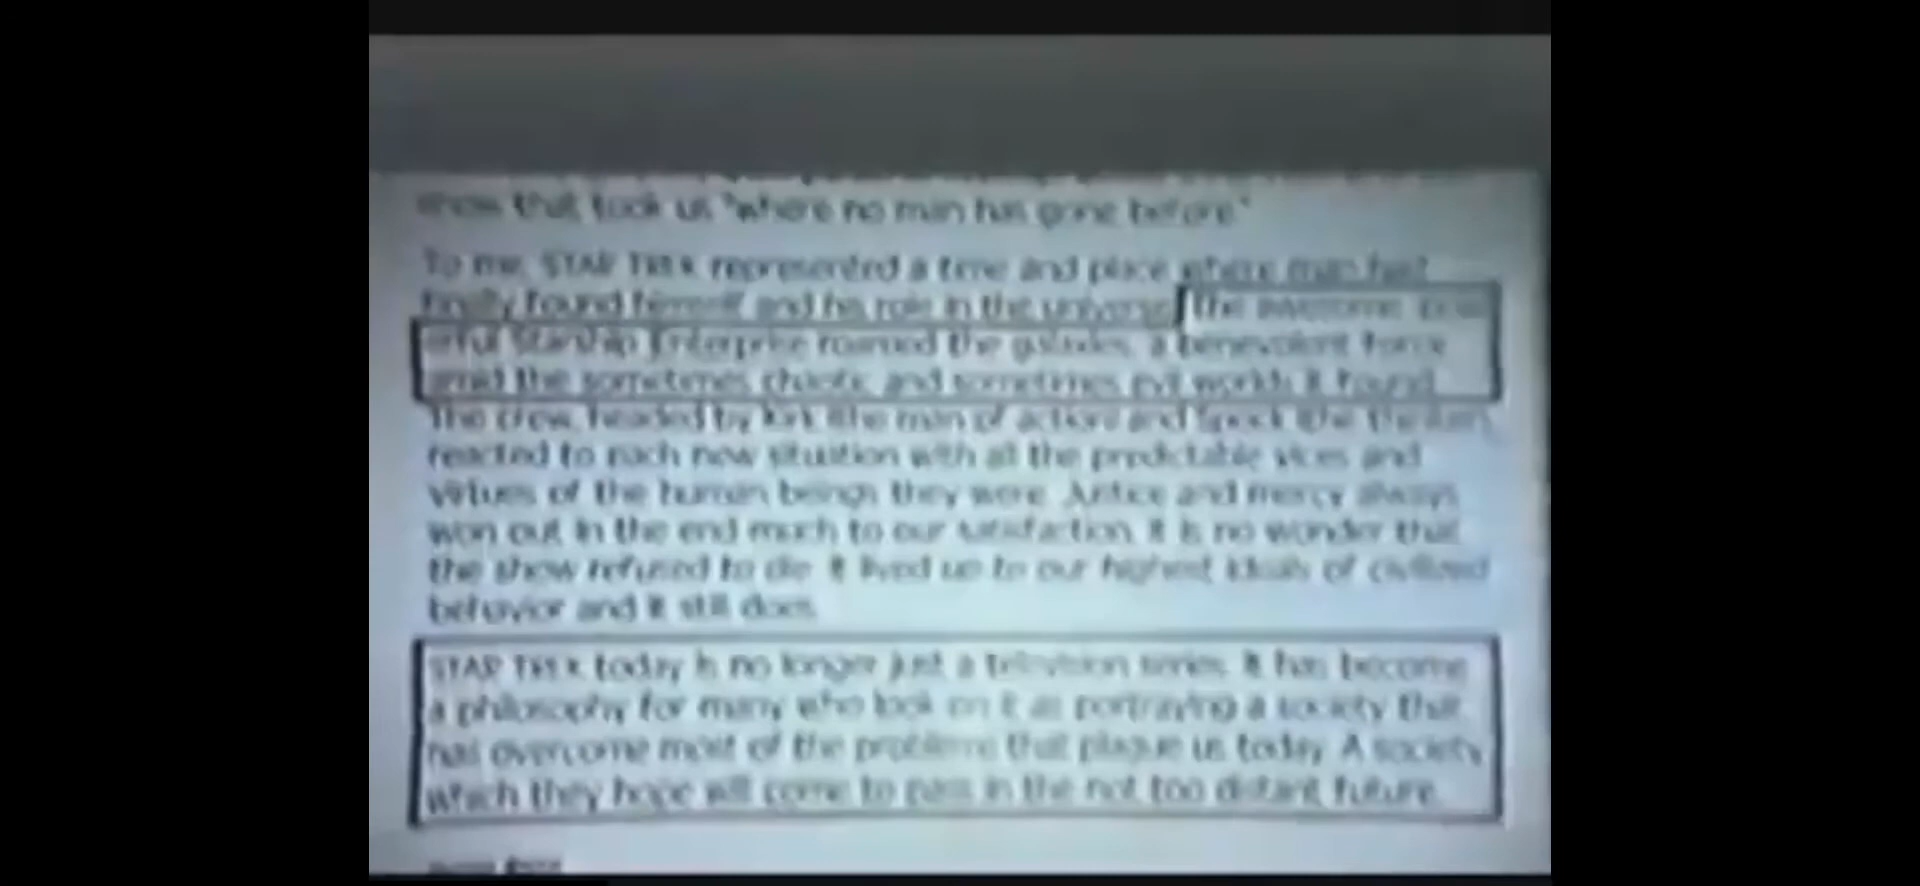 show that took us "where no man has gone before"
To me, STAR TREK represented a time and place where man had
finally found himself and his role in the universe. The awesome, pow-
erful Starship Enterprise roamed the galaxies, a benevolent force
amid the sometimes chaotic and sometimes evil worlds it found.
The crew, headed by Kirk (the man of action) and Spock (the thinker),
reacted to each new situation with all the predictable vices and
virtues of the human beings they were. Justice and mercy always
won out in the end much to our satisfaction. It is no wonder that
the show refused to die. It lived up to our highest ideals of civilized
behavior and it still does.
STAR TREK today is no longer just a television series. It has become
a philosophy for many who look on it as portraying a society that
has overcome most of the problems that plague us today. A society
which they hope will come to pass in the not too distant future.